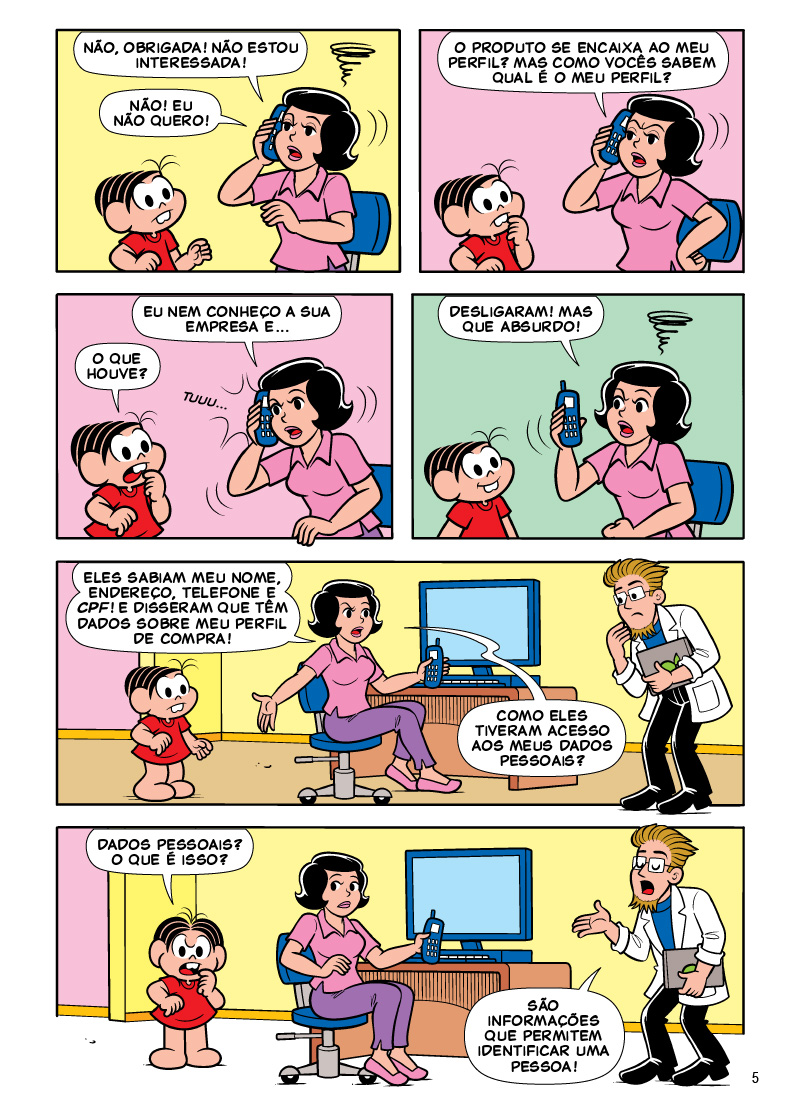 NÃO, OBRIGADA! NÃO ESTOU
INTERESSADA!
NÃO! EU
NÃO QUERO!
O PRODUTO SE ENCAIXA AO MEU
PERFIL? MAS COMO VOCÊS SABEM
QUAL É O MEU PERFIL?
EU NEM CONHEÇO A SUA
EMPRESA E...
O QUE
HOUVE?
TUUU...
DESLIGARAM! MAS
QUE ABSURDO!
ELES SABIAM MEU NOME,
ENDEREÇO, TELEFONE E
CPF! E DISSERAM QUE TÊM
DADOS SOBRE MEU PERFIL
DE COMPRA!
COMO ELES
TIVERAM ACESSO
AOS MEUS DADOS
PESSOAIS?
DADOS PESSOAIS?
O QUE É ISSO?
SÃO
INFORMAÇÕES
QUE PERMITEM
IDENTIFICAR UMA
PESSOA!
5